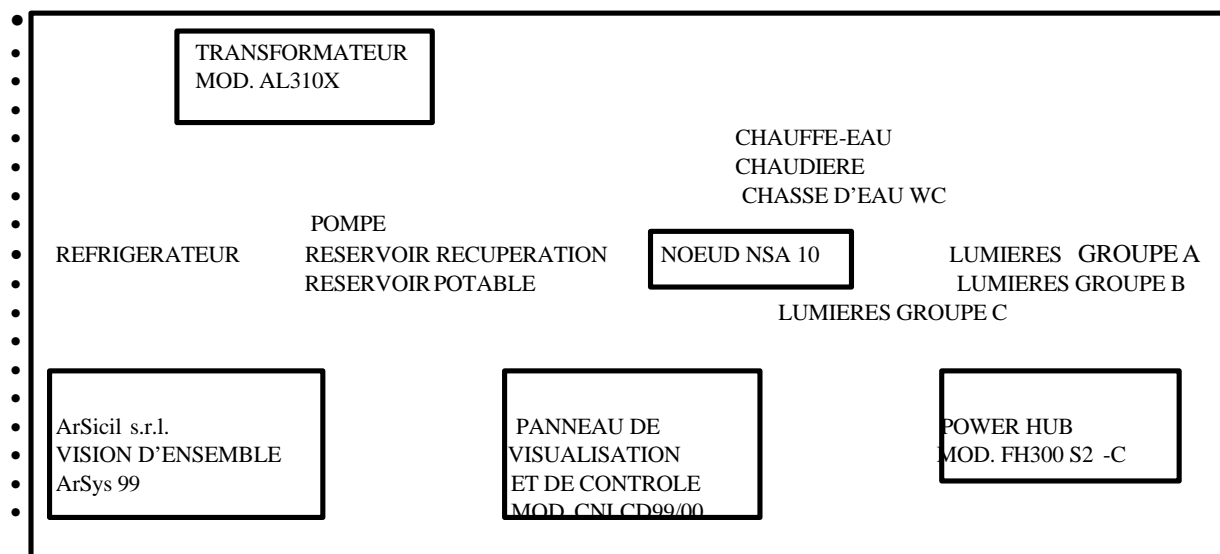 TRANSFORMATEUR
MOD. AL310X
CHAUFFE-EAU
CHAUDIERE
CHASSE D’EAU WC
POMPE
REFRIGERATEUR RESERVOIR RECUPERATION NOEUD NSA 10 LUMIERES GROUPE A
RESERVOIR POTABLE LUMIERES GROUPE B
LUMIERES GROUPE C
ArSicil s.r.l. PANNEAU DE POWER HUB
VISION D’ENSEMBLE VISUALISATION MOD. FH300 S2 -C
ArSys 99 ET DE CONTROLE
MOD. CNLCD99/00